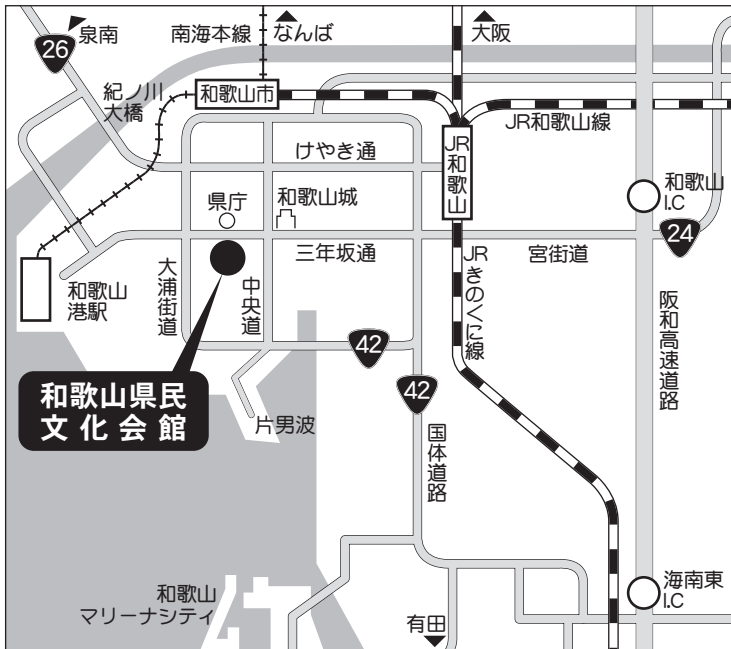 26
泉南
南海本線
なんば
大阪
紀ノ川
大橋
和歌山市
JR和歌山線
けやき通
JR和歌山
県庁
和歌山城
和歌山
I.C
24
三年坂通
宮街道
和歌山
港駅
大浦街道
中央道
JRきのくに線
阪和高速道路
42
42
和歌山県民
文化会館
片男波
国体道路
和歌山
マリーナシティ
有田
海南東
I.C